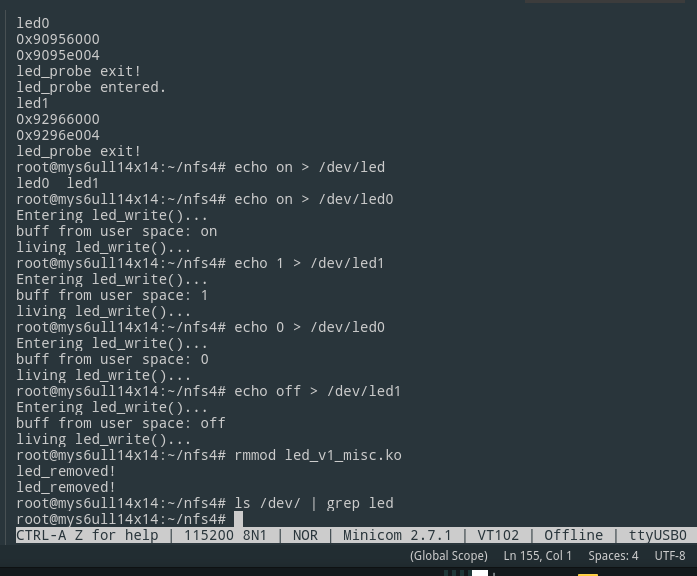 led0
0x90956000
0x9095e004
led_probe exit!
led_probe entered.
led1
0x92966000
0x9296e004
led_probe exit!
root@mys6ull14x14:~/nfs4# echo on > /dev/led
led0  led1
root@mys6ull14x14:~/nfs4# echo on > /dev/led0
Entering led_write()...
buff from user space: on
living led_write()...
root@mys6ull14x14:~/nfs4# echo 1 > /dev/led1
Entering led_write()...
buff from user space: 1
living led_write()...
root@mys6ull14x14:~/nfs4# echo 0 > /dev/led0
Entering led_write()...
buff from user space: 0
living led_write()...
root@mys6ull14x14:~/nfs4# echo off > /dev/led1
Entering led_write()...
buff from user space: off
living led_write()...
root@mys6ull14x14:~/nfs4# rmmod led_v1_misc.ko
led_removed!
led_removed!
root@mys6ull14x14:~/nfs4# ls /dev/ | grep led
root@mys6ull14x14:~/nfs4#
CTRL-A Z for help | 115200 8N1 | NOR | Minicom 2.7.1 | VT102 | Offline | ttyUSB0
(Global Scope) Ln 155, Col 1 Spaces: 4 UTF-8